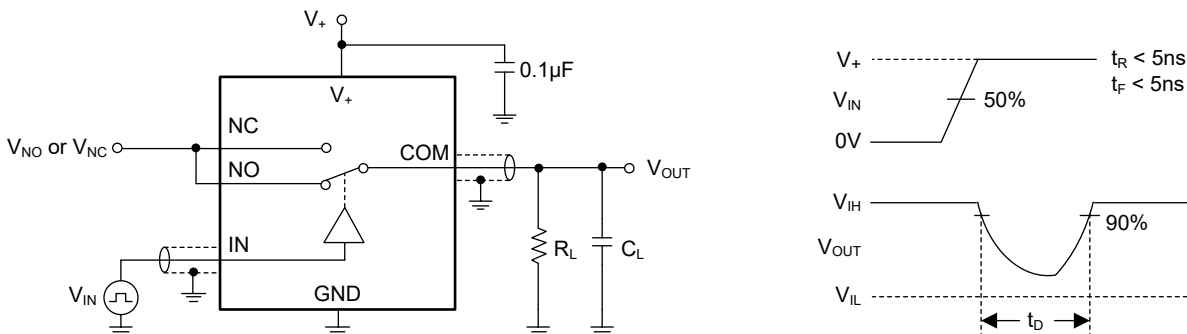 V+
V+
0.1µF
NC
VNO or VNC
NO
COM
VOUT
IN
RL
CL
VIN
GND
V+
tR < 5ns
VIN
50%
tF < 5ns
0V
VIH
90%
VOUT
VIL
tD